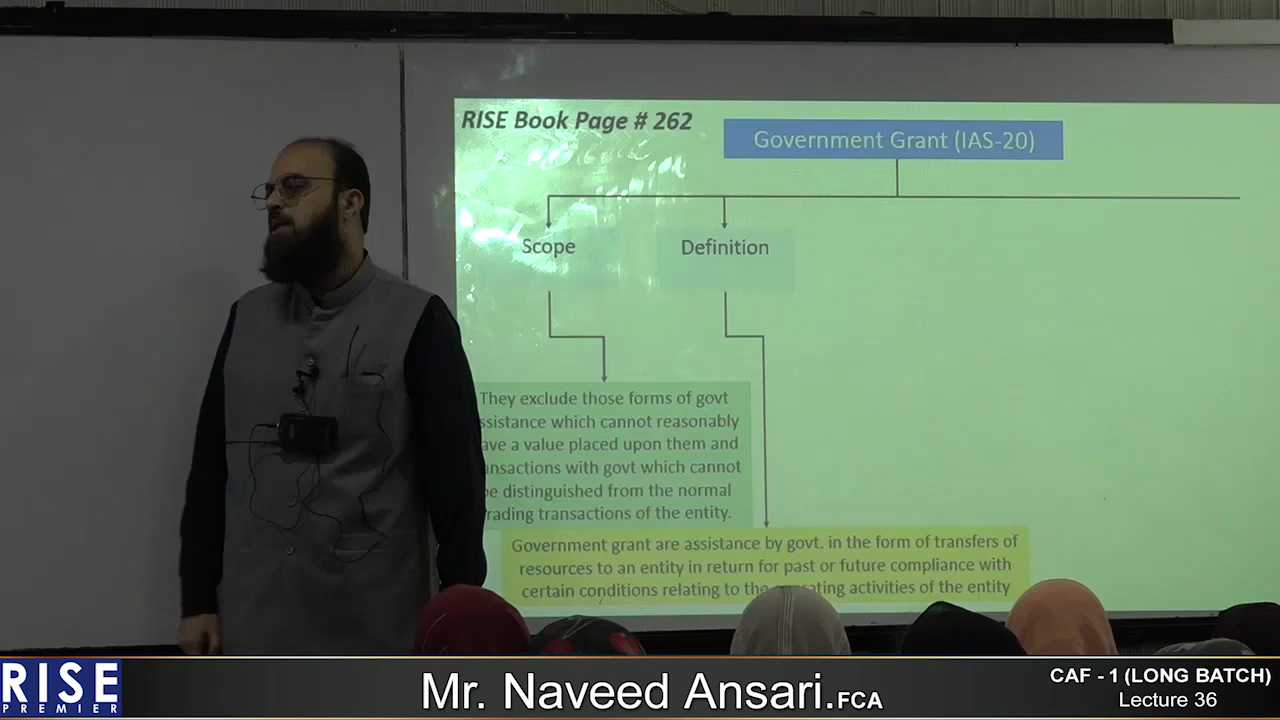 RISE Book Page # 262
Government Grant (IAS-20)
Scope
Definition
They exclude those forms of govt
ssistance which cannot reasonably
ave a value placed upon them and
ansactions with govt which cannot
be distinguished from the normal
rading transactions of the entity.
Government grant are assistance by govt. in the form of transfers of
resources to an entity in return for past or future compliance with
certain conditions relating to the ating activities of the entity
RISE
PREMIER
Mr. Naveed Ansari.FCA
CAF - 1 (LONG BATCH)
Lecture 36